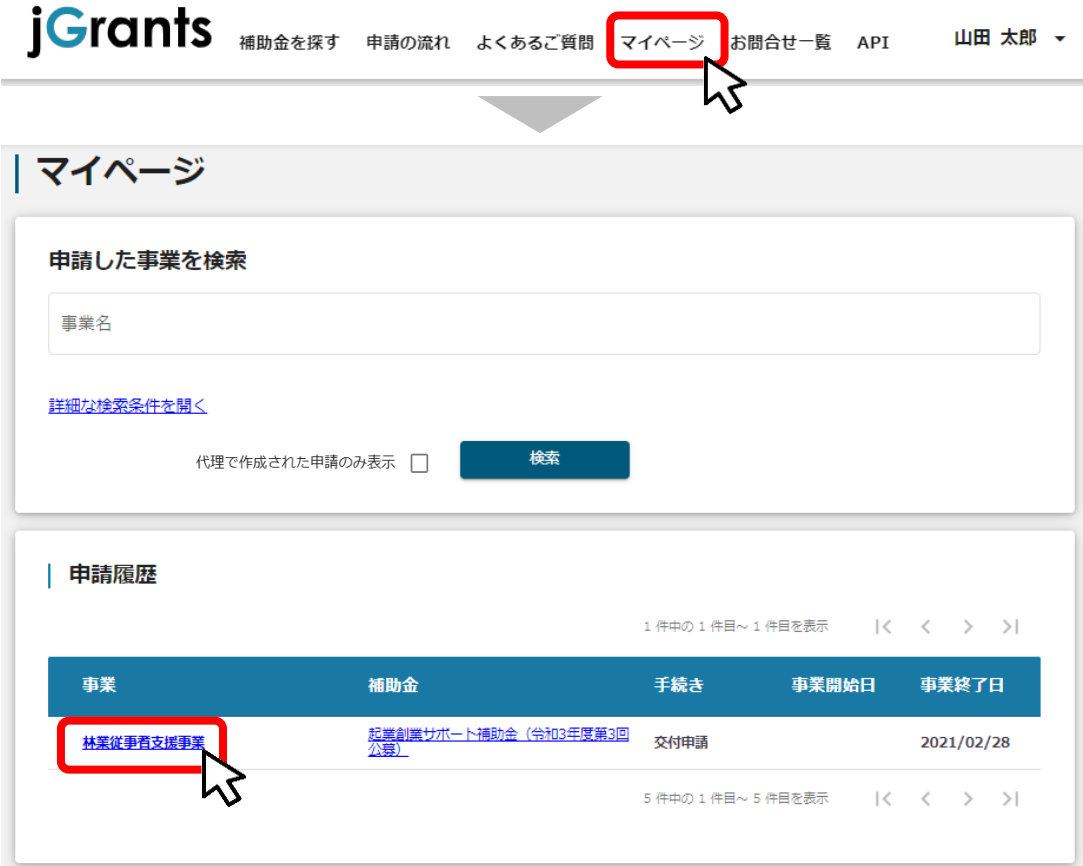 jGrants 補助金を探す 申請の流れ よくあるご質問 マイページ お問合せ一覧 API 山田 太郎
マイページ
申請した事業を検索
事業名
詳細な検索条件を開く
代理で作成された申請のみ表示 検索
申請履歴
1 件中の 1 件目~ 1 件目を表示
事業 補助金 手続き 事業開始日 事業終了日
林業従事者支援事業 起業創業サポート補助金（令和3年度第3回
公募） 交付申請 2021/02/28
5 件中の 1 件目~ 5 件目を表示